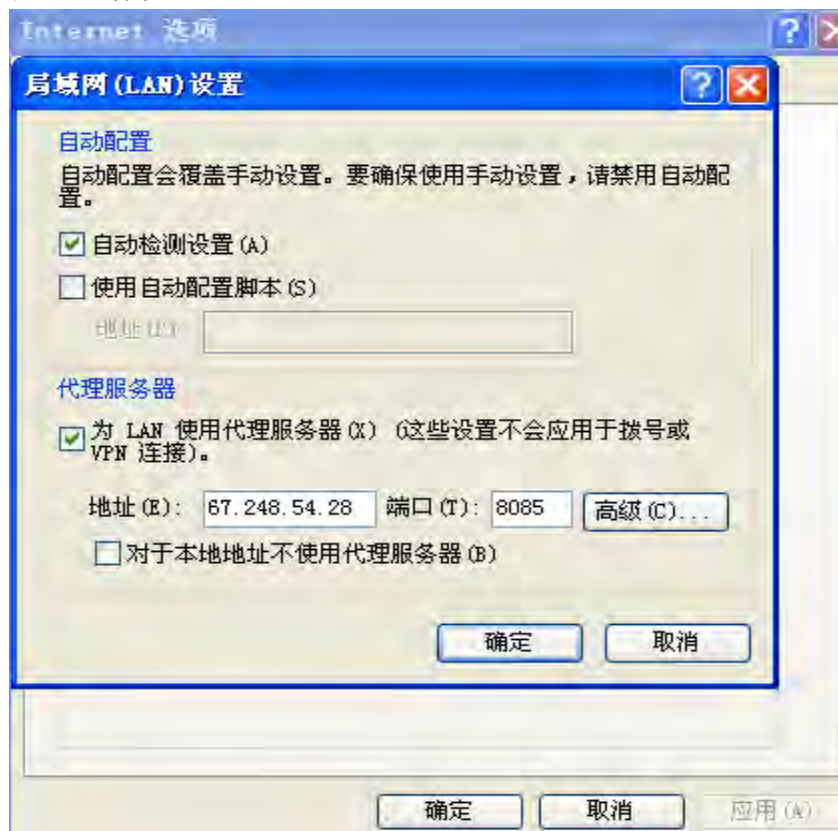 Internet 选项
局域网(LAN)设置
自动配置
自动配置会覆盖手动设置。要确保使用手动设置，请禁用自动配
置。
自动检测设置(A)
使用自动配置脚本(S)
地址
代理服务器
为 LAN 使用代理服务器(X) (这些设置不会应用于拨号或
VPN 连接)。
地址(E): 67.248.54.28 端口(T): 8085 高级(C)...
对于本地地址不使用代理服务器(B)
确定 取消
确定 取消 应用(A)